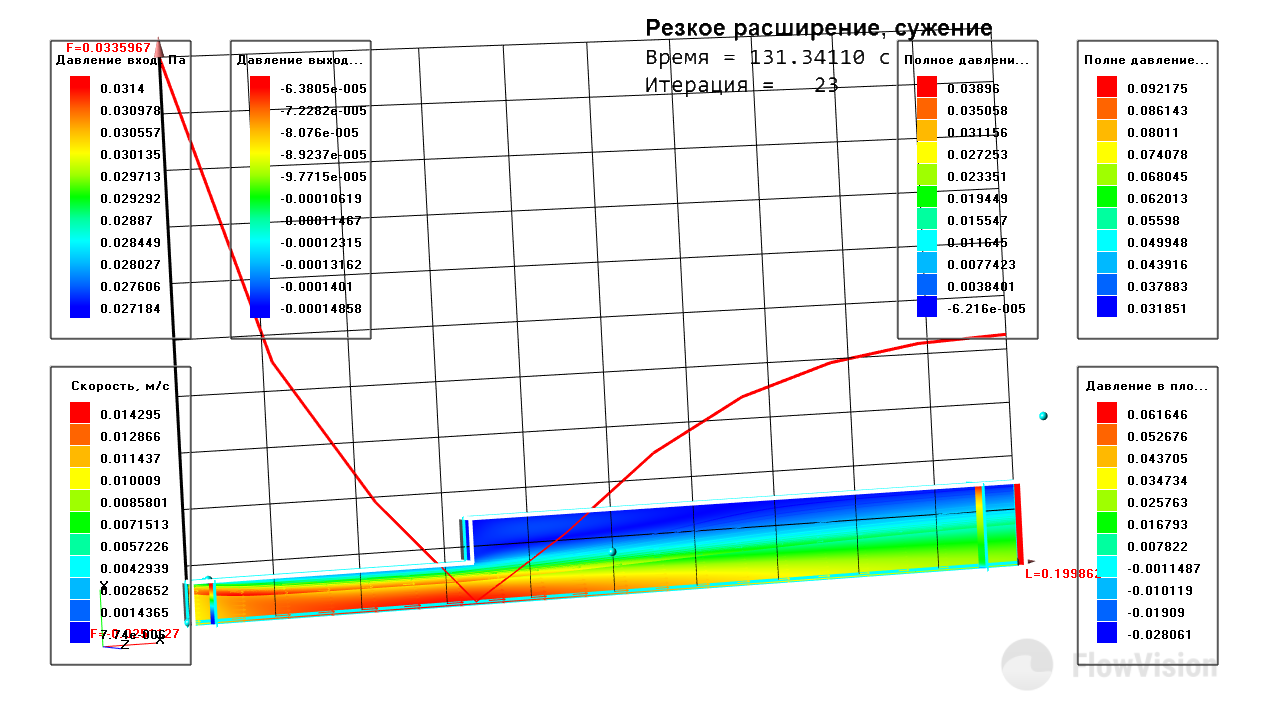 Резкое расширение, сужение
Время = 131.34110 с
Итерация = 23
F=0.0335967
Давление вход, Па
0.0314
0.030978
0.030557
0.030135
0.029713
0.029292
0.02887
0.028449
0.028027
0.027606
0.027184
Давление выход...
-6.3805e-005
-7.2282e-005
-8.076e-005
-8.9237e-005
-9.7715e-005
-0.00010619
-0.00011467
-0.00012315
-0.00013162
-0.0001401
-0.00014858
Полное давлени...
0.03896
0.035058
0.031156
0.027253
0.023351
0.019449
0.015547
0.011645
0.0077423
0.0038401
-6.216e-005
Полне давление...
0.092175
0.086143
0.08011
0.074078
0.068045
0.062013
0.05598
0.049948
0.043916
0.037883
0.031851
Скорость, м/с
0.014295
0.012866
0.011437
0.010009
0.0085801
0.0071513
0.0057226
0.0042939
0.0028652
0.0014365
7.74e-006
Y
Z
X
L=0.199862
Давление в пло...
0.061646
0.052676
0.043705
0.034734
0.025763
0.016793
0.007822
-0.0011487
-0.010119
-0.01909
-0.028061
FlowVision